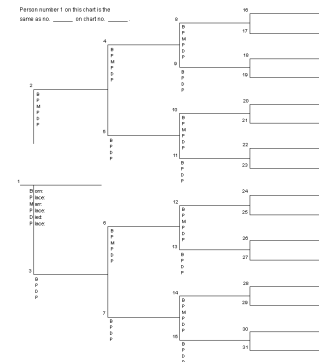 Person number 1 on this chart is the
same as no. ______ on chart no. ______.
16
8
B
P
M
P
D
P
17
4
B
P
M
P
D
P
18
9
B
P
D
P
19
2
B
P
M
P
D
P
20
10
B
P
M
P
D
P
21
5
B
P
D
P
22
11
B
P
D
P
23
1
Born:
Place:
Marr:
Place:
Died:
Place:
24
12
B
P
M
P
D
P
25
6
B
P
M
P
D
P
26
13
B
P
D
P
27
3
B
P
D
P
28
14
B
P
M
P
D
P
29
7
B
P
D
P
30
15
B
P
D
31